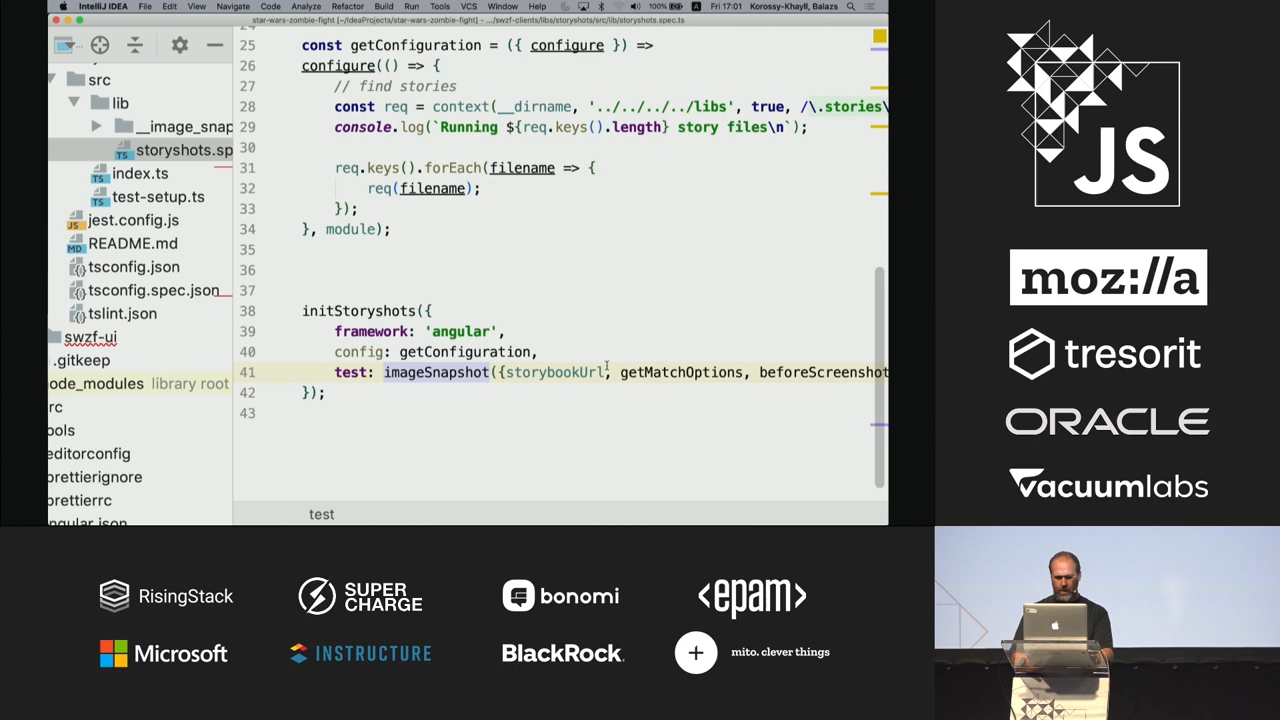 IntelliJ IDEA File Edit View Navigate Code Analyze Refactor Build Run Tools VCS Window Help 100% Fri 17:01 Korossy-Khayll, Balazs
star-wars-zombie-fight [~/IdeaProjects/star-wars-zombie-fight] - .../swzf-clients/libs/storyshots/src/lib/storyshots.spec.ts
src
lib
__image_snap
storyshots.sp
index.ts
test-setup.ts
jest.config.js
README.md
tsconfig.json
tsconfig.spec.json
tslint.json
swzf-ui
.gitkeep
ode_modules library root
rc
ools
editorconfig
prettierignore
prettierrc
ngular.json
24
25 const getConfiguration = ({ configure }) =>
26 configure(() => {
27 // find stories
28 const req = context(__dirname, '../../../../libs', true, /\.stories\
29 console.log(`Running ${req.keys().length} story files\n`);
30
31 req.keys().forEach(filename => {
32 req(filename);
33 });
34 }, module);
35
36
37
38 initStoryshots({
39 framework: 'angular',
40 config: getConfiguration,
41 test: imageSnapshot({storybookUrl, getMatchOptions, beforeScreenshot
42 });
43
test
JS
moz://a
tresorit
ORACLE
vacuumlabs
RisingStack
SUPER
CHARGE
bonomi
<epam>
Microsoft
INSTRUCTURE
BLACKROCK.
mito. clever things